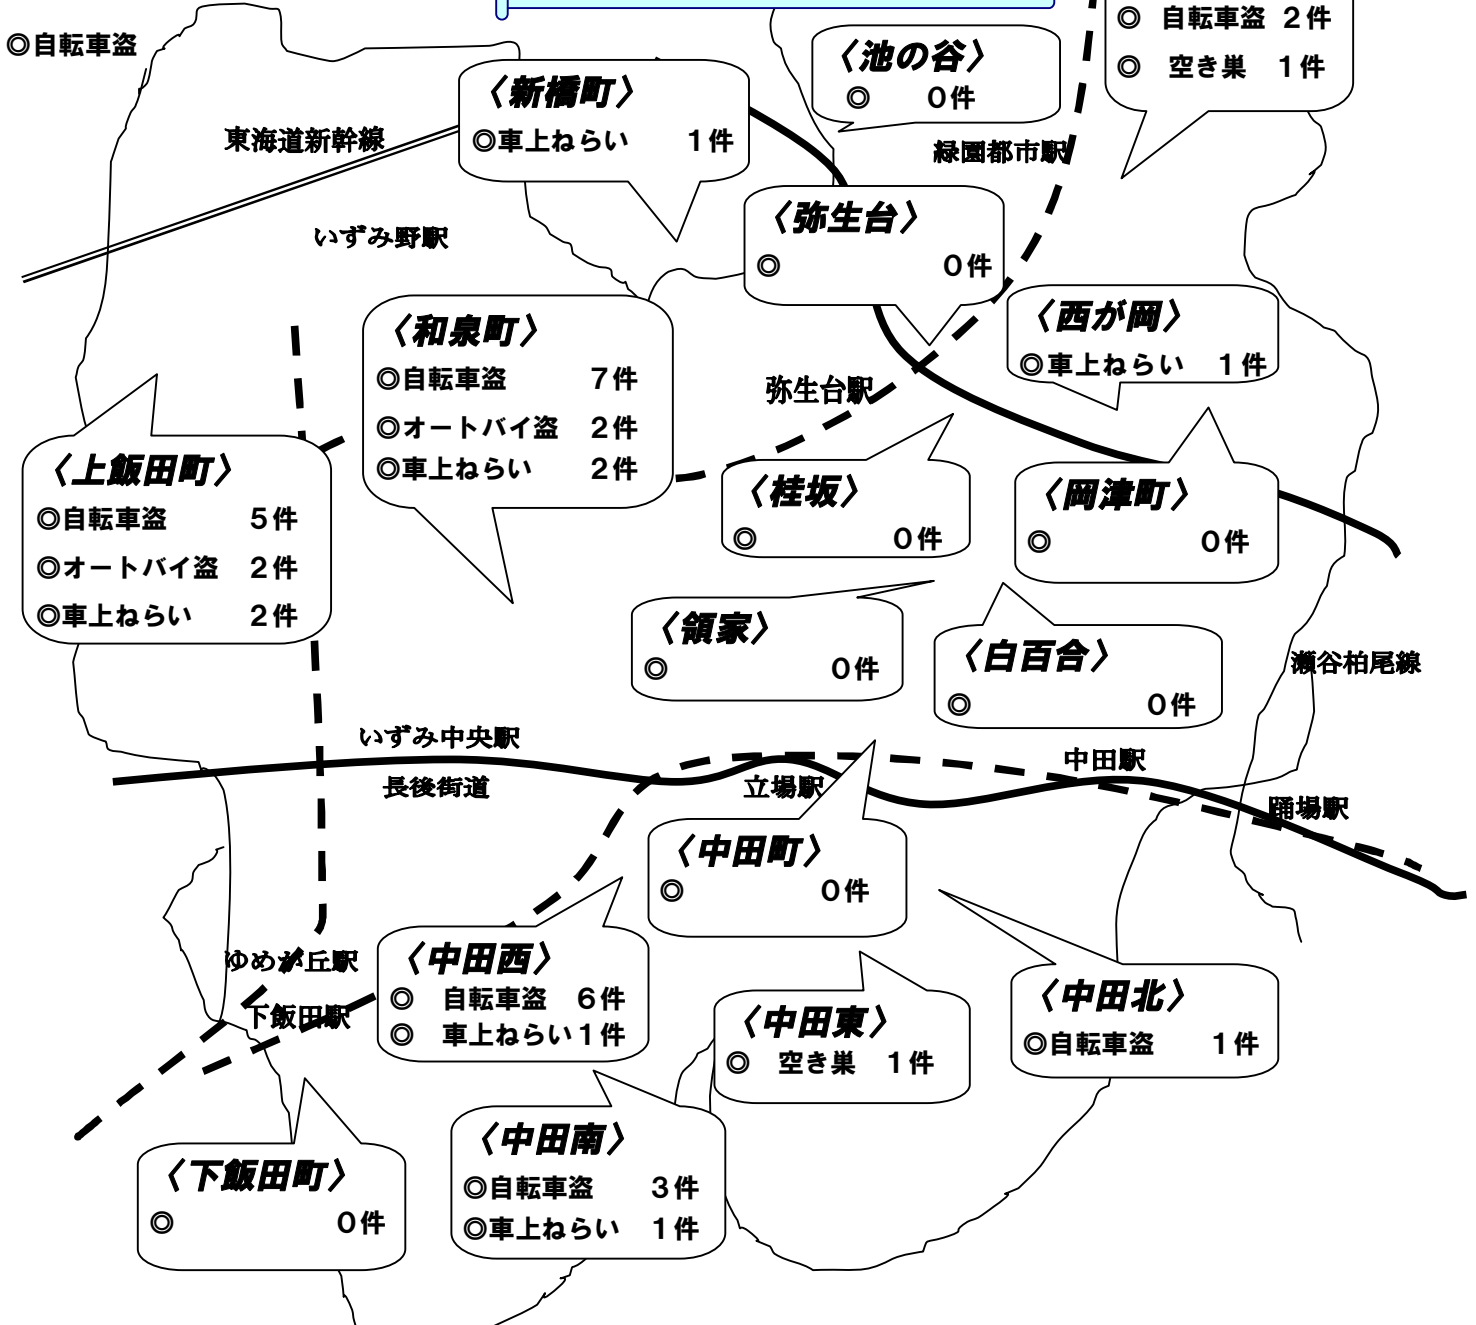 ◎自転車盗
◎ 自転車盗 2件
◎ 空き巣 1件
〈池の谷〉
◎ 0件
〈新橋町〉
◎車上ねらい 1件
東海道新幹線
緑園都市駅
いずみ野駅
〈弥生台〉
◎ 0件
〈西が岡〉
◎車上ねらい 1件
〈和泉町〉
◎自転車盗 7件
◎オートバイ盗 2件
◎車上ねらい 2件
弥生台駅
〈上飯田町〉
◎自転車盗 5件
◎オートバイ盗 2件
◎車上ねらい 2件
〈桂坂〉
◎ 0件
〈岡津町〉
◎ 0件
〈領家〉
◎ 0件
〈白百合〉
◎ 0件
瀬谷柏尾線
いずみ中央駅
長後街道
立場駅
中田駅
踊場駅
〈中田町〉
◎ 0件
ゆめが丘駅
下飯田駅
〈中田西〉
◎ 自転車盗 6件
◎ 車上ねらい1件
〈中田東〉
◎ 空き巣 1件
〈中田北〉
◎自転車盗 1件
〈下飯田町〉
◎ 0件
〈中田南〉
◎自転車盗 3件
◎車上ねらい 1件